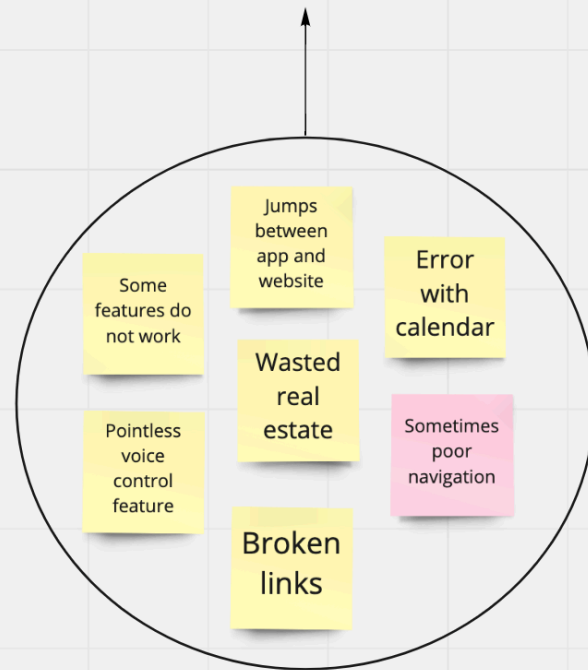 Jumps
between
app and
website
Error
with
calendar
Some
features do
not work
Wasted
real
estate
Sometimes
poor
navigation
Pointless
voice
control
feature
Broken
links